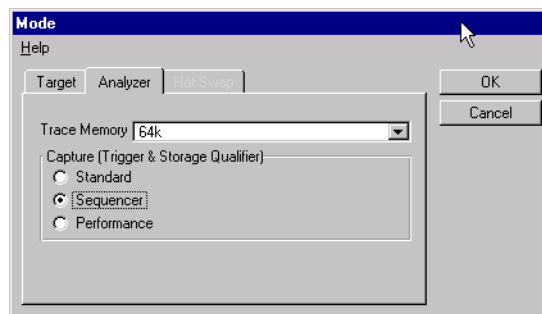 Mode
Help
Target Analyzer Hot Swap
OK
Cancel
Trace Memory 64k
Capture (Trigger & Storage Qualifier)
Standard
Sequencer
Performance